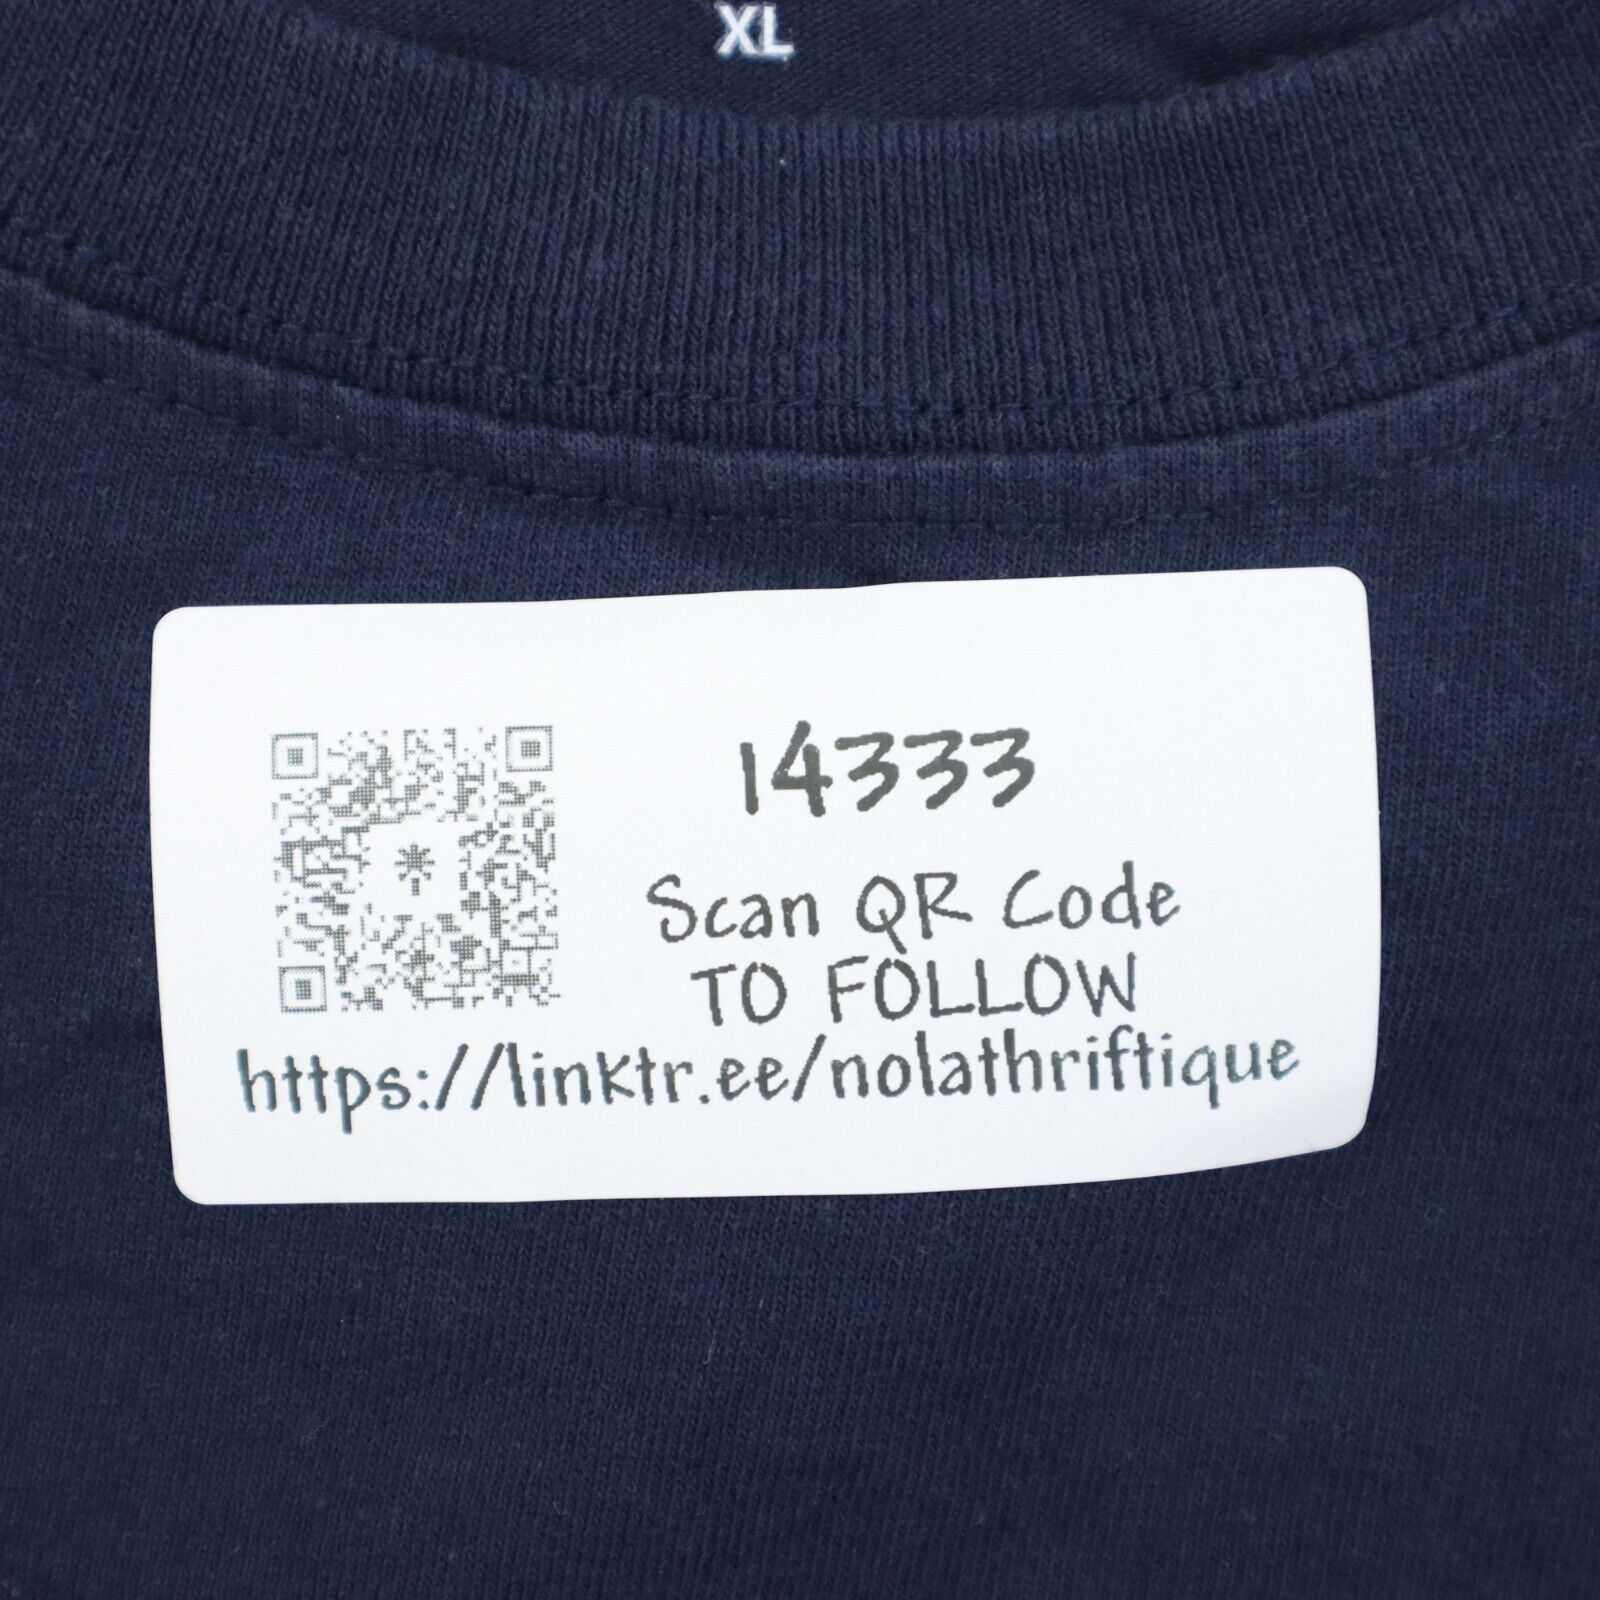 XL
14333
Scan QR Code
TO FOLLOW
https://linktr.ee/nolathriftique